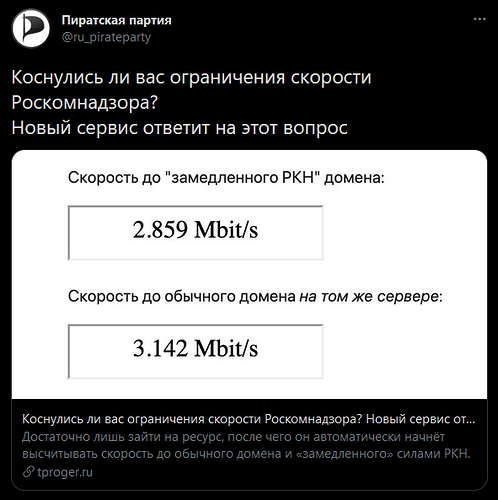 Пиратская партия
@ru_pirateparty
Коснулись ли вас ограничения скорости
Роскомнадзора?
Новый сервис ответит на этот вопрос
Скорость до "замедленного РКН" домена:
2.859 Mbit/s
Скорость до обычного домена на том же сервере:
3.142 Mbit/s
Коснулись ли вас ограничения скорости Роскомнадзора? Новый сервис от...
Достаточно лишь зайти на ресурс, после чего он автоматически начнёт
высчитывать скорость до обычного домена и «замедленного» силами РКН.
tproger.ru